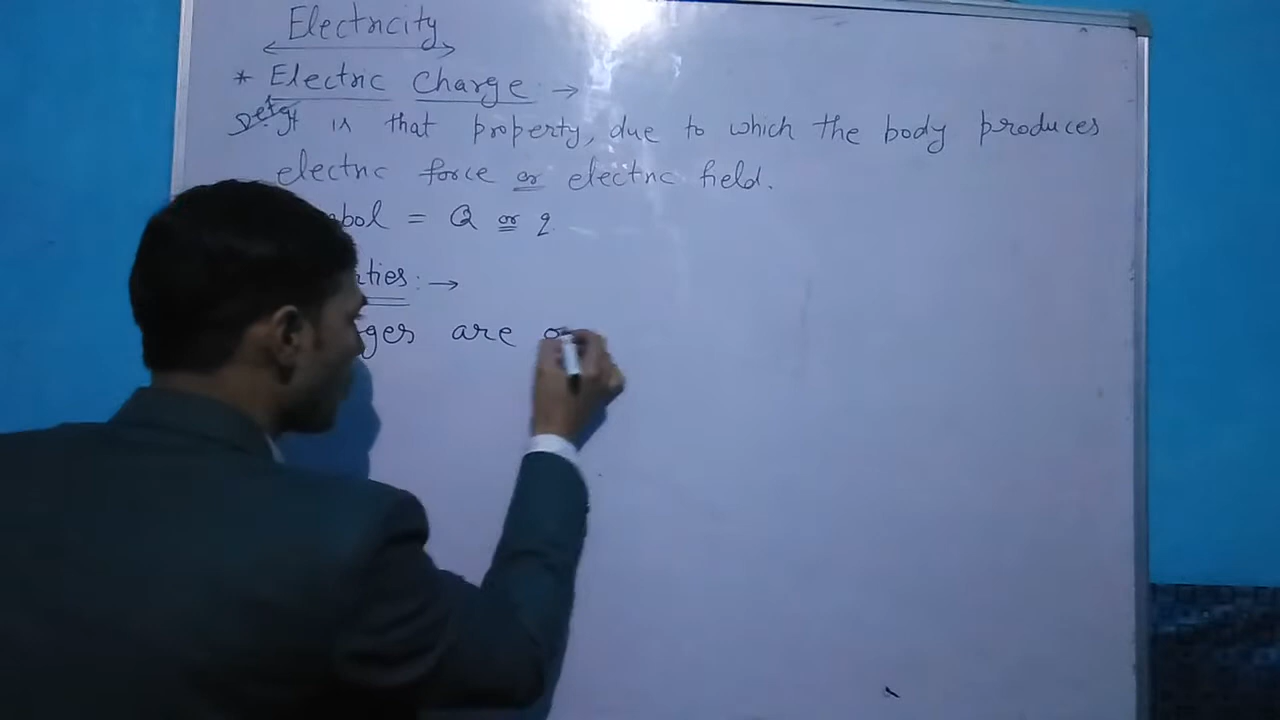 Electricity
* Electric Charge :→
Defn It is that property, due to which the body produces
electric force or electric field.
bol = Q or q
ties :→
ges are o